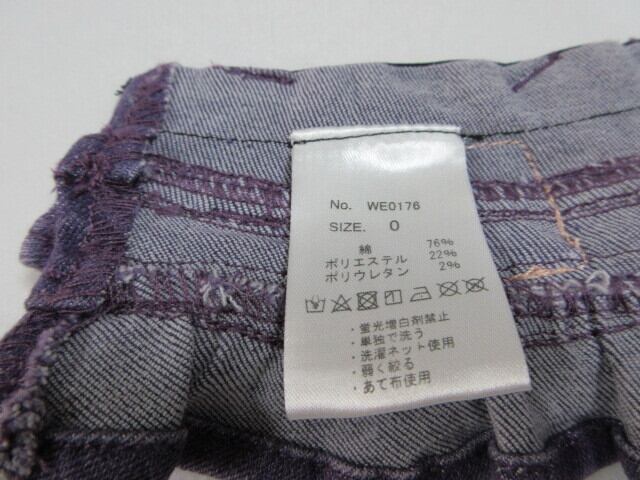 No. WE0176
SIZE. 0
綿 76%
ポリエステル 22%
ポリウレタン 2%
・蛍光増白剤禁止
・単独で洗う
・洗濯ネット使用
・弱く絞る
・あて布使用